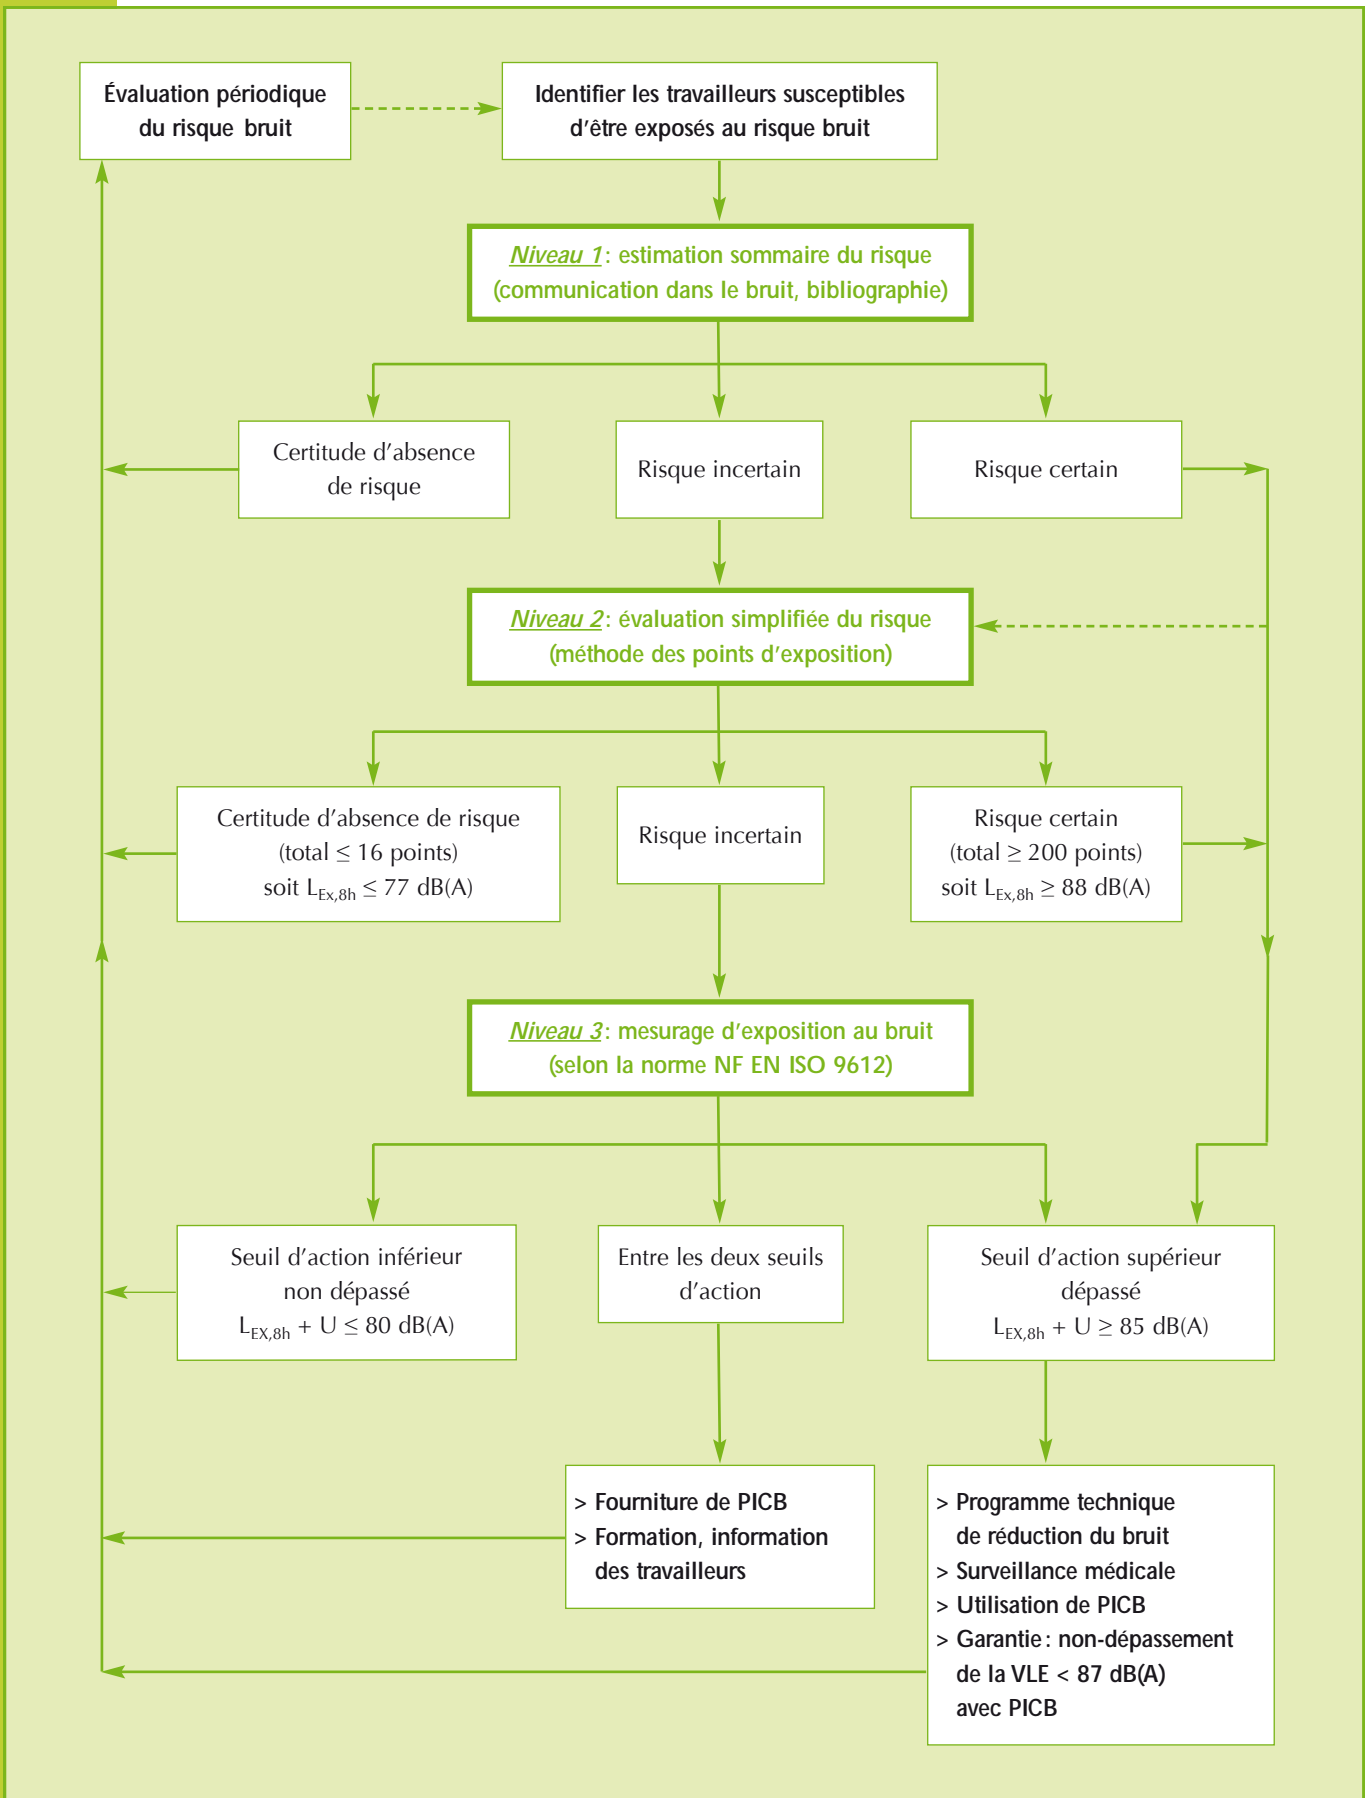 Évaluation périodique
du risque bruit
Identifier les travailleurs susceptibles
d'être exposés au risque bruit
Niveau 1 : estimation sommaire du risque
(communication dans le bruit, bibliographie)
Certitude d'absence
de risque
Risque incertain
Risque certain
Niveau 2 : évaluation simplifiée du risque
(méthode des points d'exposition)
Certitude d'absence de risque
(total ≤ 16 points)
soit LEx,8h ≤ 77 dB(A)
Risque incertain
Risque certain
(total ≥ 200 points)
soit LEx,8h ≥ 88 dB(A)
Niveau 3 : mesurage d'exposition au bruit
(selon la norme NF EN ISO 9612)
Seuil d'action inférieur
non dépassé
LEX,8h + U ≤ 80 dB(A)
Entre les deux seuils
d'action
Seuil d'action supérieur
dépassé
LEX,8h + U ≥ 85 dB(A)
> Fourniture de PICB
> Formation, information
des travailleurs
> Programme technique
de réduction du bruit
> Surveillance médicale
> Utilisation de PICB
> Garantie : non-dépassement
de la VLE < 87 dB(A)
avec PICB